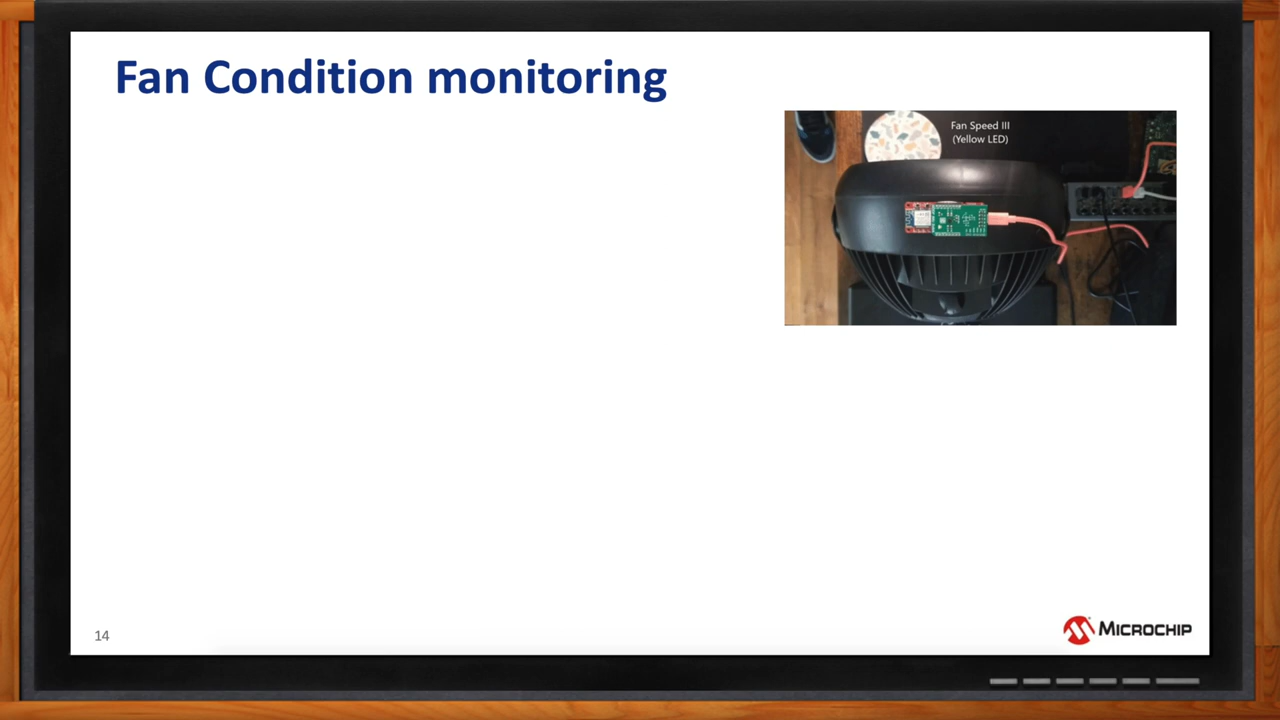 Fan Condition monitoring
Fan Speed III
(Yellow LED)
14
MICROCHIP